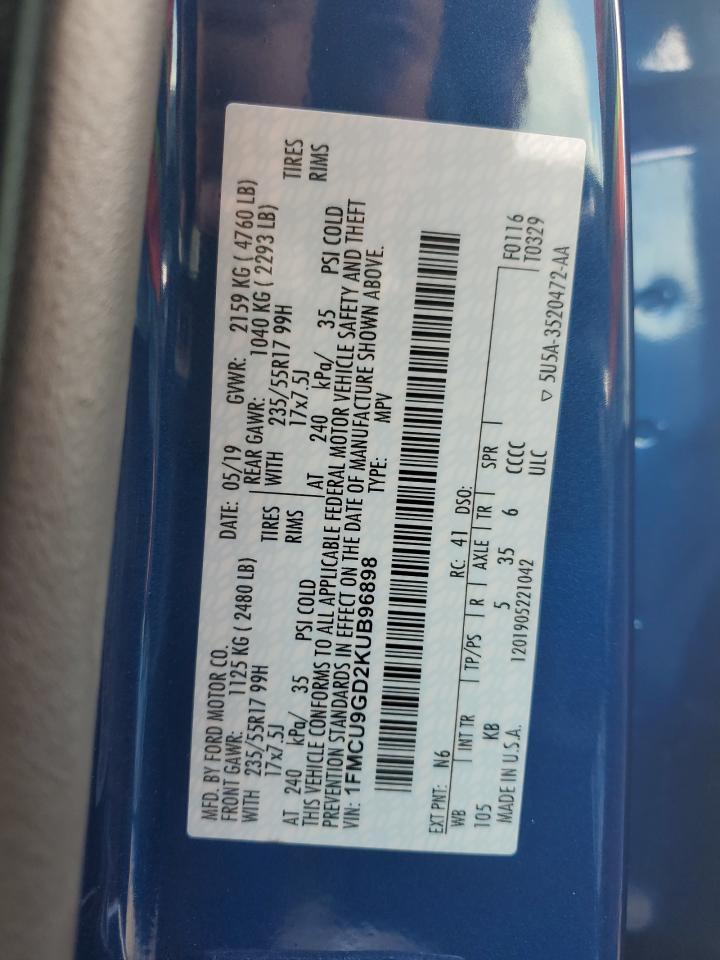 MFD. BY FORD MOTOR CO.
DATE: 05/19 GVWR: 2159 KG ( 4760 LB)
FRONT GAWR: 1125 KG ( 2480 LB)
REAR GAWR: 1040 KG ( 2293 LB)
WITH 235/55R17 99H TIRES
17x7.5J RIMS
WITH 235/55R17 99H TIRES
17x7.5J RIMS
AT 240 kPa/ 35 PSI COLD
AT 240 kPa/ 35 PSI COLD
THIS VEHICLE CONFORMS TO ALL APPLICABLE FEDERAL MOTOR VEHICLE SAFETY AND THEFT
PREVENTION STANDARDS IN EFFECT ON THE DATE OF MANUFACTURE SHOWN ABOVE.
VIN: 1FMCU9GD2KUB96898 TYPE: MPV
EXT PNT: N6 RC: 41 DSO:
WB INT TR TP/PS R AXLE TR SPR
105 KB 5 35 6 CCCC F0116
MADE IN U.S.A. 1201905221042 ULC T0329
▽ 5U5A-3520472-AA